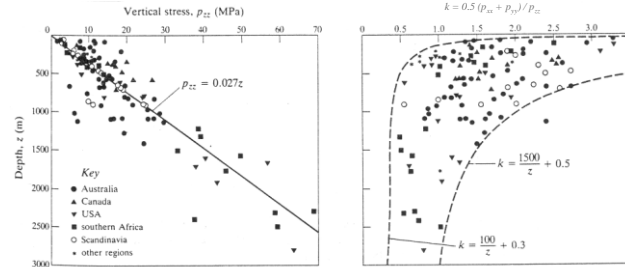 Vertical stress, p_zz (MPa)
0 10 20 30 40 50 60 70
500
1000
1500
2000
2500
3000
Depth, z (m)
p_zz = 0.027z
Key
Australia
Canada
USA
southern Africa
Scandinavia
other regions
k = 0.5 (p_xx + p_yy) / p_zz
0 0.5 1.0 1.5 2.0 2.5 3.0
k = 1500/z + 0.5
k = 100/z + 0.3